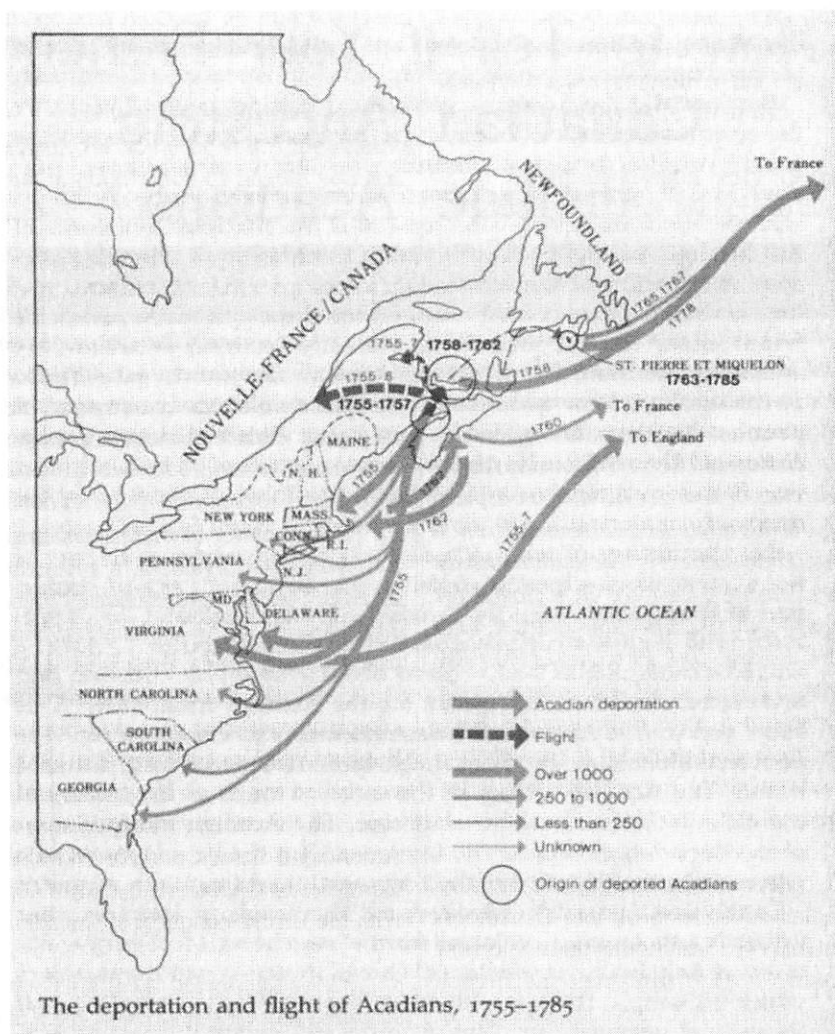 To France
NEWFOUNDLAND
NOUVELLE-FRANCE/CANADA
1765-1767
1778
1755-7
1758-1762
1758
ST. PIERRE ET MIQUELON
1763-1785
1755-6
1755-1757
To France
1760
To England
MAINE
1755
N. H.
NEW YORK
MASS.
1762
CONN.
R.I.
PENNSYLVANIA
N.J.
1755
MD.
DELAWARE
ATLANTIC OCEAN
VIRGINIA
NORTH CAROLINA
SOUTH
CAROLINA
GEORGIA
Acadian deportation
Flight
Over 1000
250 to 1000
Less than 250
Unknown
Origin of deported Acadians
The deportation and flight of Acadians, 1755–1785